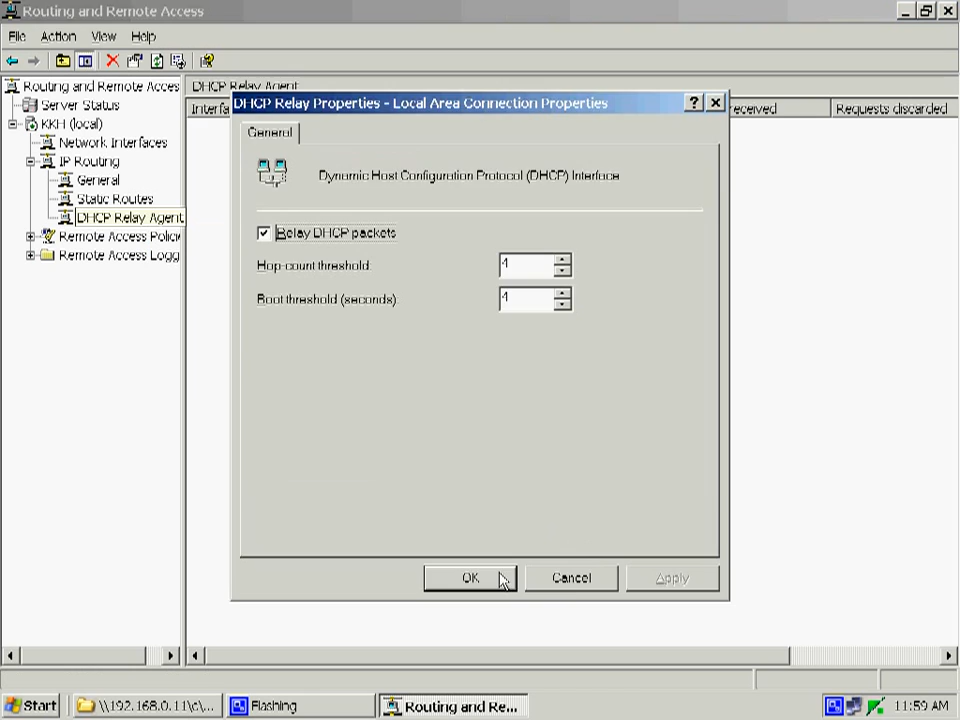 Routing and Remote Access
File Action View Help
Routing and Remote Acces
Server Status
KKH (local)
Network Interfaces
IP Routing
General
Static Routes
DHCP Relay Agent
Remote Access Polici
Remote Access Logg
DHCP Relay Agent
Interfa
eceived
Requests discarded
DHCP Relay Properties - Local Area Connection Properties
General
Dynamic Host Configuration Protocol (DHCP) Interface
Relay DHCP packets
Hop-count threshold: 4
Boot threshold (seconds): 4
OK Cancel Apply
Start \\192.168.0.11\c\... Flashing Routing and Re... 11:59 AM